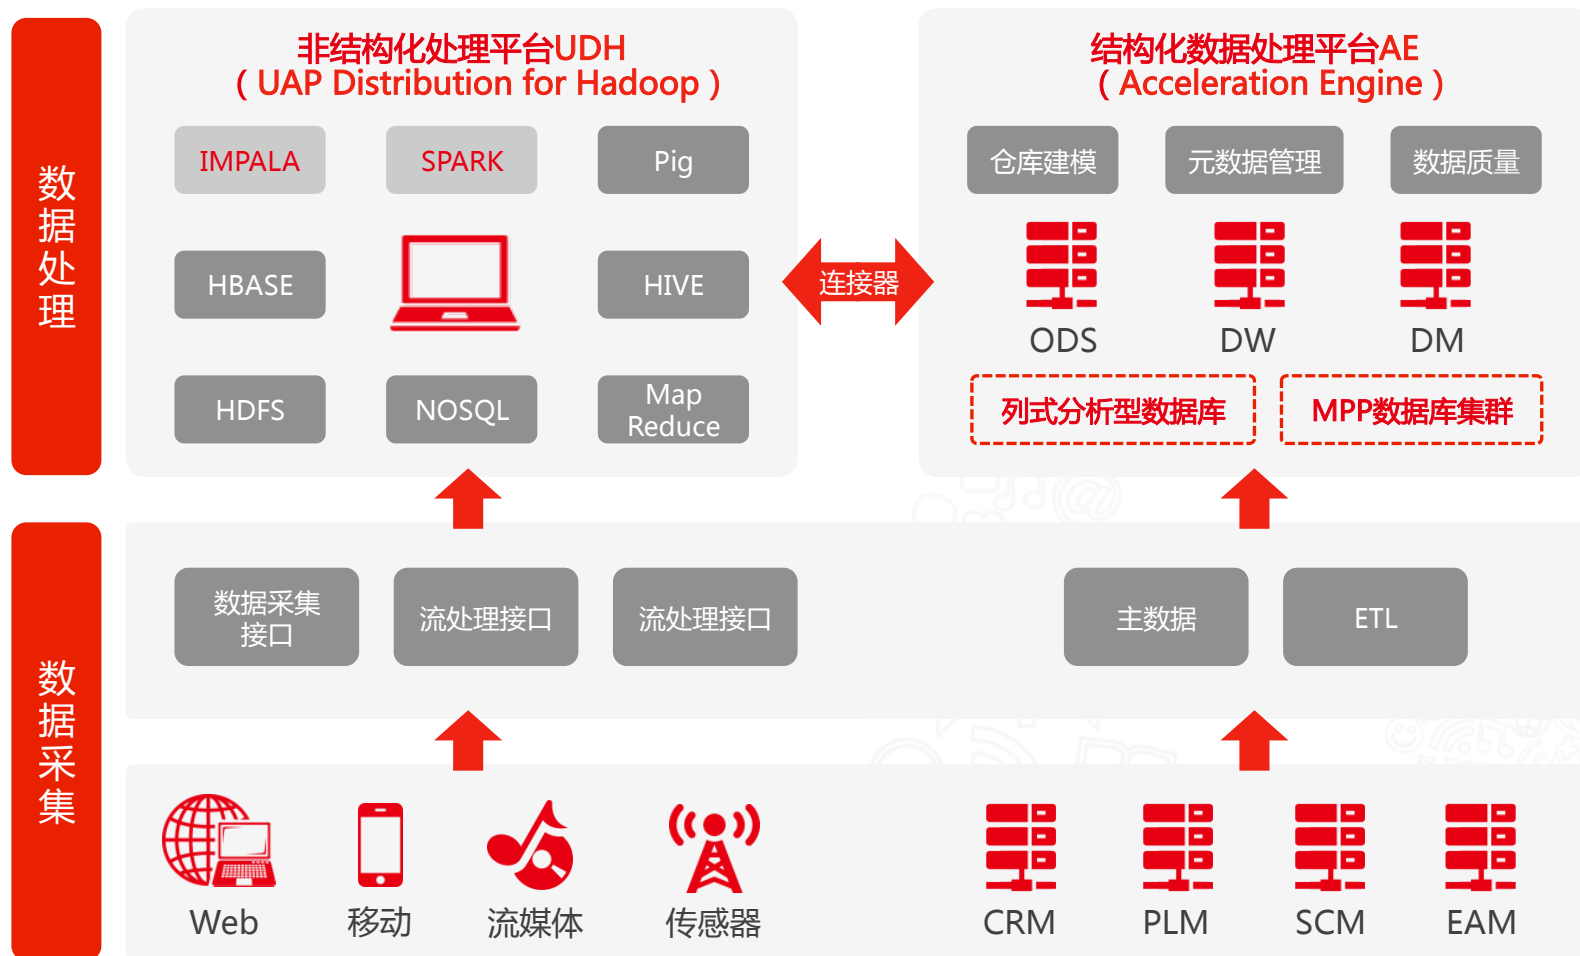 数据处理
非结构化处理平台UDH
（UAP Distribution for Hadoop）
IMPALA
SPARK
Pig
HBASE
HIVE
HDFS
NOSQL
Map
Reduce
连接器
结构化数据处理平台AE
（Acceleration Engine）
仓库建模
元数据管理
数据质量
ODS
DW
DM
列式分析型数据库
MPP数据库集群
数据采集
数据采集
接口
流处理接口
流处理接口
主数据
ETL
Web
移动
流媒体
传感器
CRM
PLM
SCM
EAM